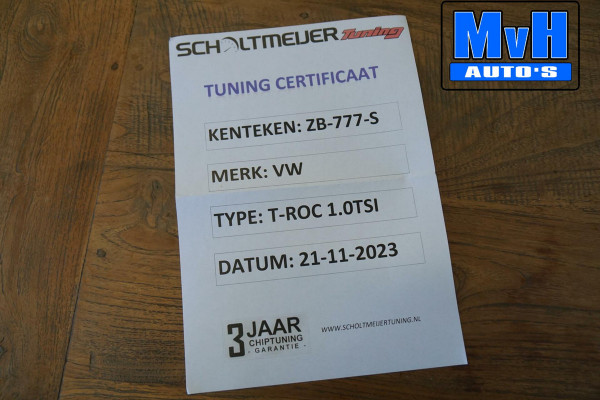 SCHOLTMEIJER Tuning
MvH
AUTO'S
TUNING CERTIFICAAT
KENTEKEN: ZB-777-S
MERK: VW
TYPE: T-ROC 1.0TSI
DATUM: 21-11-2023
3 JAAR
CHIPTUNING
- GARANTIE -
WWW.SCHOLTMEIJERTUNING.NL